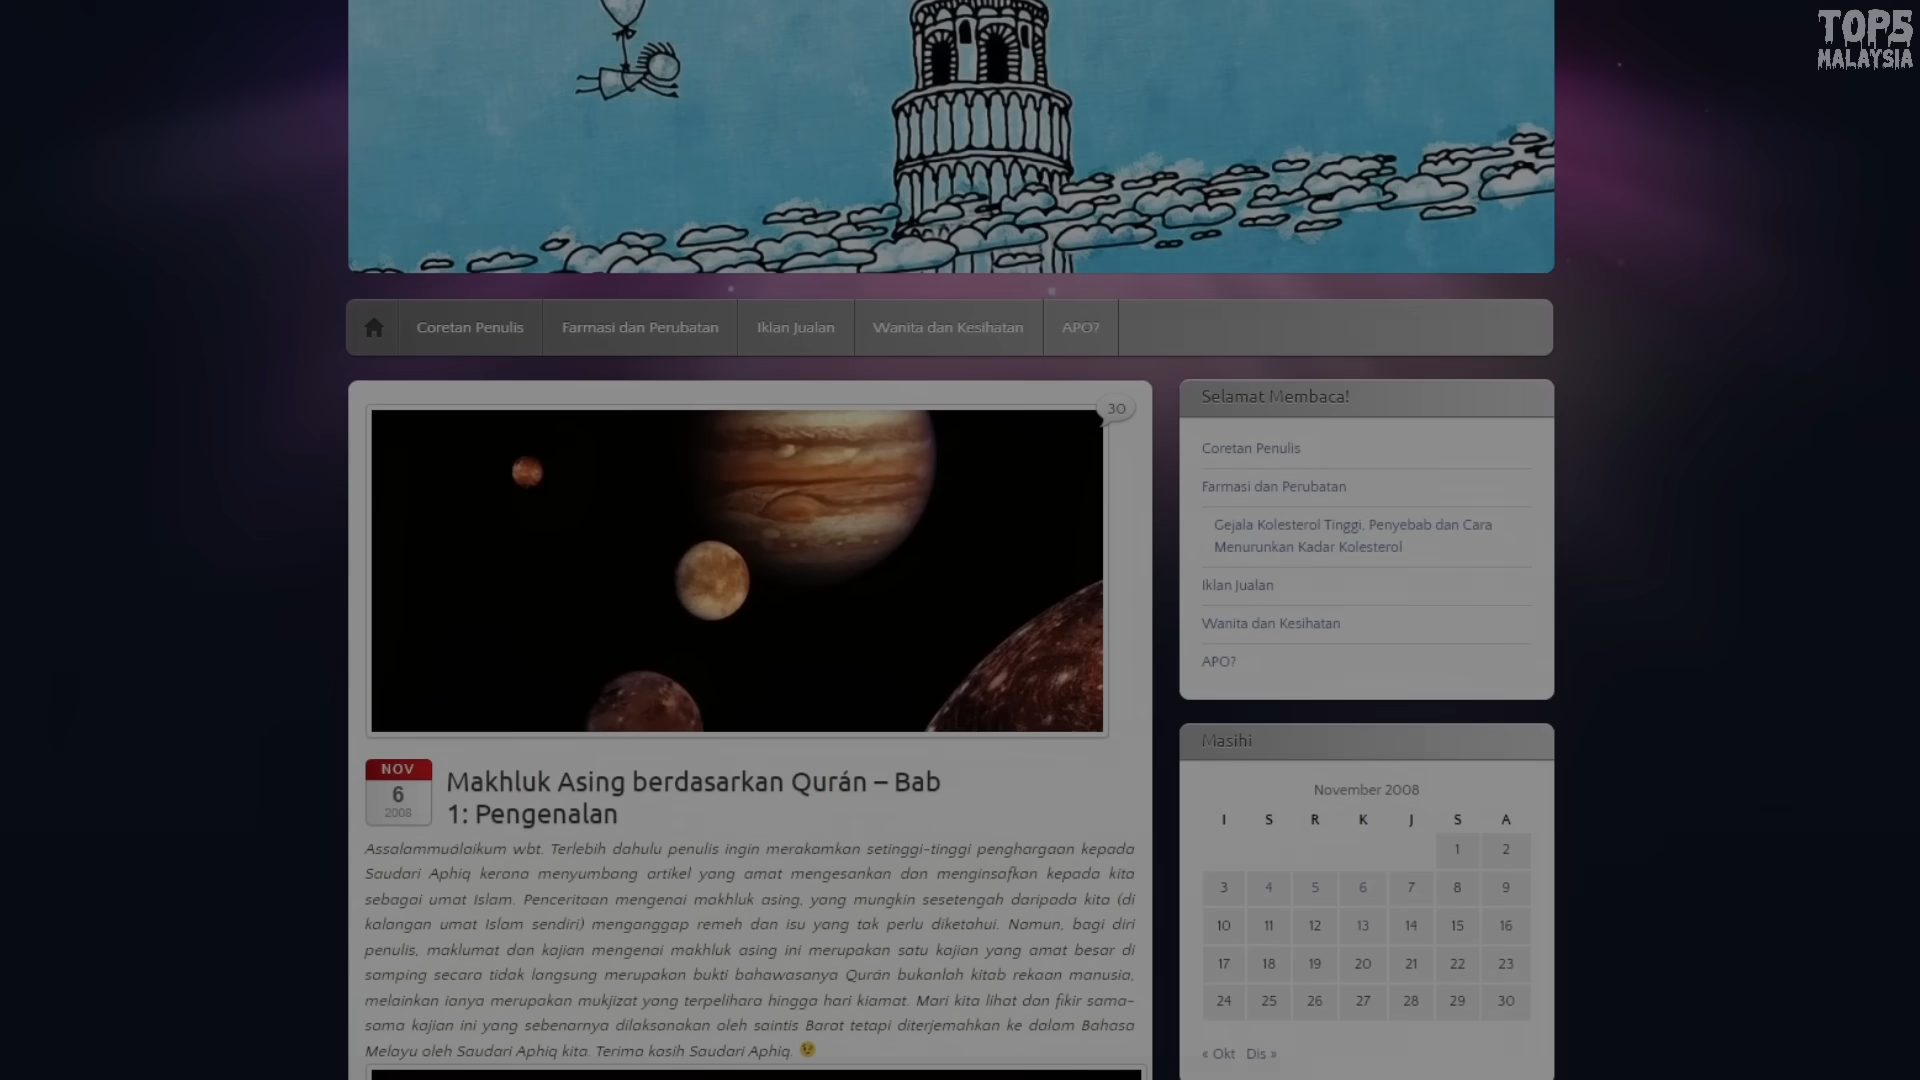 TOP5
MALAYSIA
Coretan Penulis
Farmasi dan Perubatan
Iklan Jualan
Wanita dan Kesihatan
APO?
30
NOV
6
2008
Makhluk Asing berdasarkan Qurán – Bab
1: Pengenalan
Assalammuálaikum wbt. Terlebih dahulu penulis ingin merakamkan setinggi-tinggi penghargaan kepada
Saudari Aphiq kerana menyumbang artikel yang amat mengesankan dan menginsafkan kepada kita
sebagai umat Islam. Penceritaan mengenai makhluk asing, yang mungkin sesetengah daripada kita (di
kalangan umat Islam sendiri) menganggap remeh dan isu yang tak perlu diketahui. Namun, bagi diri
penulis, maklumat dan kajian mengenai makhluk asing ini merupakan satu kajian yang amat besar di
samping secara tidak langsung merupakan bukti bahawasanya Qurán bukanlah kitab rekaan manusia,
melainkan ianya merupakan mukjizat yang terpelihara hingga hari kiamat. Mari kita lihat dan fikir sama-
sama kajian ini yang sebenarnya dilaksanakan oleh saintis Barat tetapi diterjemahkan ke dalam Bahasa
Melayu oleh Saudari Aphiq kita. Terima kasih Saudari Aphiq.
Selamat Membaca!
Coretan Penulis
Farmasi dan Perubatan
Gejala Kolesterol Tinggi, Penyebab dan Cara
Menurunkan Kadar Kolesterol
Iklan Jualan
Wanita dan Kesihatan
APO?
Masihi
November 2008
I S R K J S A
1 2
3 4 5 6 7 8 9
10 11 12 13 14 15 16
17 18 19 20 21 22 23
24 25 26 27 28 29 30
« Okt Dis »